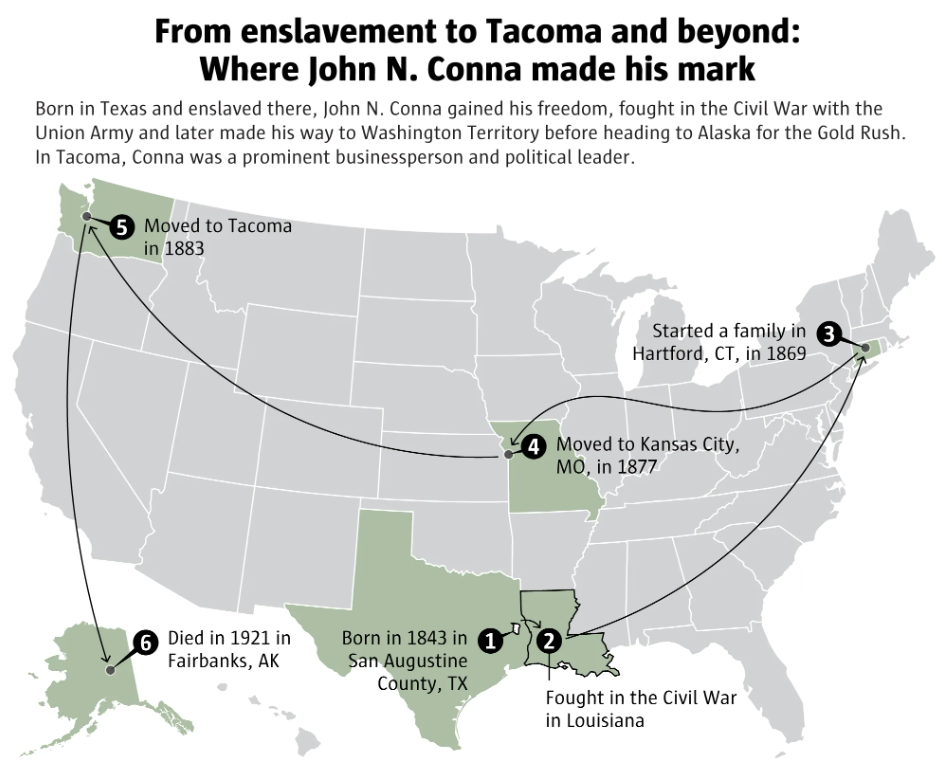 From enslavement to Tacoma and beyond:
Where John N. Conna made his mark
Born in Texas and enslaved there, John N. Conna gained his freedom, fought in the Civil War with the
Union Army and later made his way to Washington Territory before heading to Alaska for the Gold Rush.
In Tacoma, Conna was a prominent businessperson and political leader.
5 Moved to Tacoma
in 1883
Started a family in 3
Hartford, CT, in 1869
4 Moved to Kansas City,
MO, in 1877
6 Died in 1921 in
Fairbanks, AK
Born in 1843 in 1
San Augustine
County, TX
2
Fought in the Civil War
in Louisiana